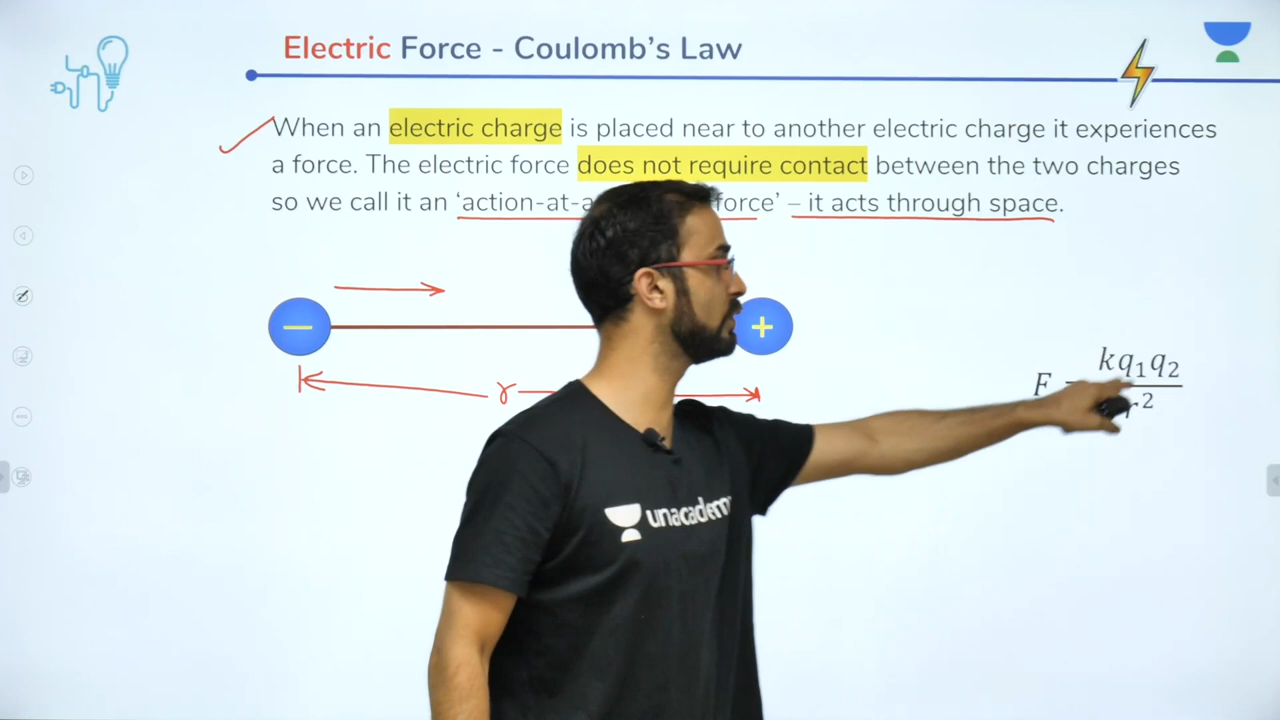 Electric Force - Coulomb's Law
When an electric charge is placed near to another electric charge it experiences
a force. The electric force does not require contact between the two charges
so we call it an 'action-at-a force' – it acts through space.
− +
r
F kq₁q₂
r²
unacademy